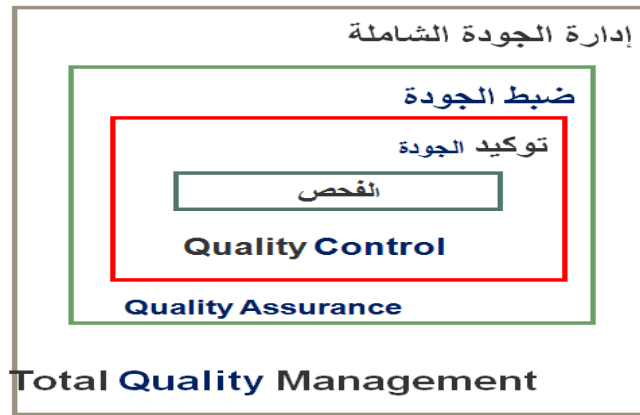 إدارة الجودة الشاملة
ضبط الجودة
توكيد الجودة
الفحص
Quality Control
Quality Assurance
Total Quality Management